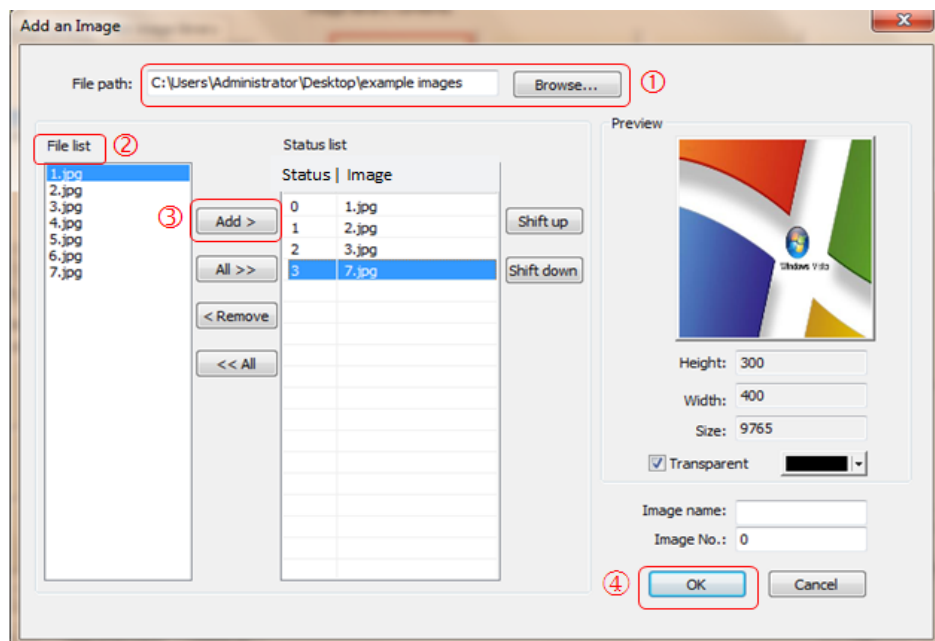 Add an Image
File path: C:\Users\Administrator\Desktop\example images Browse... ①
File list ②
1.jpg
2.jpg
3.jpg
4.jpg
5.jpg
6.jpg
7.jpg
③ Add >
All >>
< Remove
<< All
Status list
Status | Image
0 1.jpg
1 2.jpg
2 3.jpg
3 7.jpg
Shift up
Shift down
Preview
Windows Vista
Height: 300
Width: 400
Size: 9765
Transparent
Image name:
Image No.: 0
④ OK Cancel